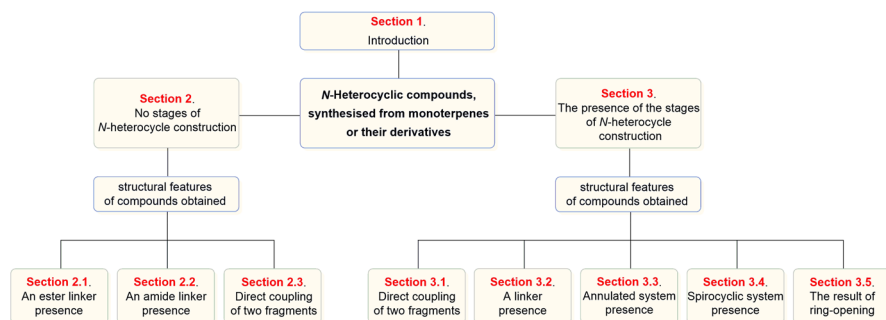 Section 1.
Introduction
N-Heterocyclic compounds,
synthesised from monoterpenes
or their derivatives
Section 2.
No stages of
N-heterocycle construction
Section 3.
The presence of the stages
of N-heterocycle
construction
structural features
of compounds obtained
structural features
of compounds obtained
Section 2.1.
An ester linker
presence
Section 2.2.
An amide linker
presence
Section 2.3.
Direct coupling
of two fragments
Section 3.1.
Direct coupling
of two fragments
Section 3.2.
A linker
presence
Section 3.3.
Annulated system
presence
Section 3.4.
Spirocyclic system
presence
Section 3.5.
The result of
ring-opening